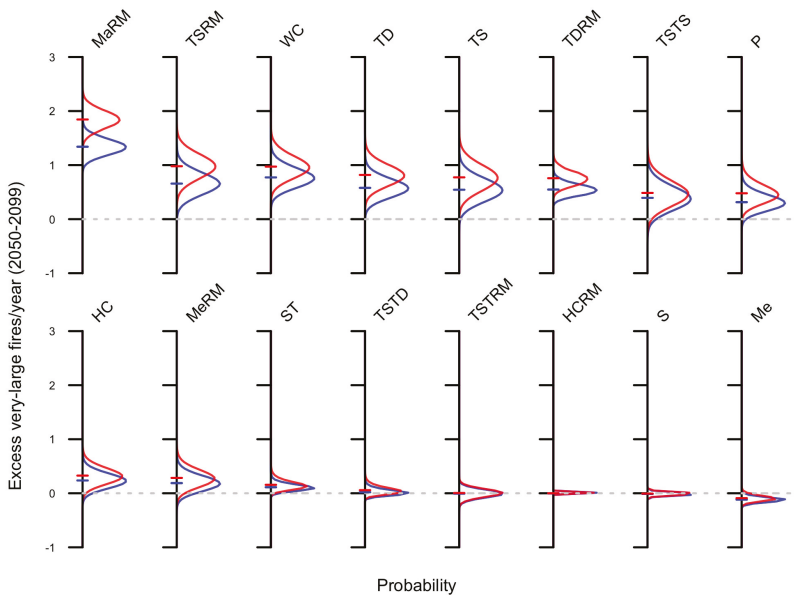 MaRM TSRM WC TD TS TDRM TSTS P
3
2
1
0
-1
HC MeRM ST TSTD TSTRM HCRM S Me
3
2
1
0
-1
Excess very-large fires/year (2050-2099)
Probability